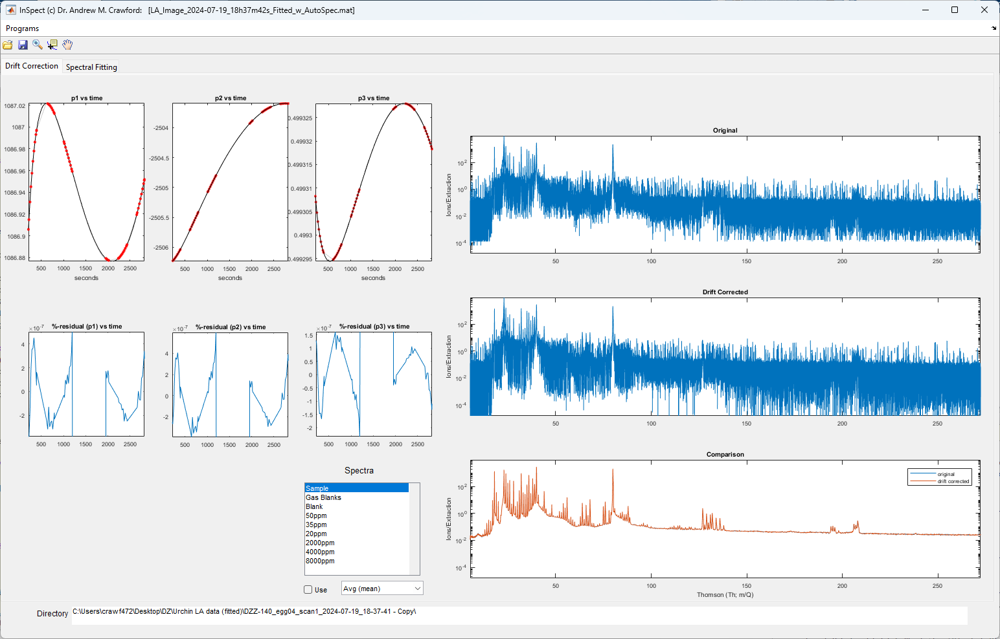 InSpect (c) Dr. Andrew M. Crawford: [LA_Image_2024-07-19_18h37m42s_Fitted_w_AutoSpec.mat]
Programs
Drift Correction Spectral Fitting
p1 vs time
1087.02
1087
1086.98
1086.96
1086.94
1086.92
1086.9
1086.88
500 1000 1500 2000 2500
seconds
p2 vs time
-2504
-2504.5
-2505
-2505.5
-2506
500 1000 1500 2000 2500
seconds
p3 vs time
0.499325
0.49932
0.499315
0.49931
0.499305
0.4993
0.499295
500 1000 1500 2000 2500
seconds
%-residual (p1) vs time
×10-7
4
2
0
-2
500 1000 1500 2000 2500
%-residual (p2) vs time
×10-7
4
2
0
-2
500 1000 1500 2000 2500
%-residual (p3) vs time
×10-7
1.5
1
0.5
0
-0.5
-1
-1.5
-2
500 1000 1500 2000 2500
Original
Ions/Extraction
10^2
10^0
10^-2
10^-4
50 100 150 200 250
Drift Corrected
Ions/Extraction
10^2
10^0
10^-2
10^-4
50 100 150 200 250
Comparison
original
drift corrected
Ions/Extraction
10^2
10^0
10^-2
10^-4
50 100 150 200 250
Thomson (Th; m/Q)
Spectra
Sample
Gas Blanks
Blank
50ppm
35ppm
20ppm
2000ppm
4000ppm
8000ppm
Use Avg (mean)
Directory C:\Users\crawf472\Desktop\DZ\Urchin LA data (fitted)\DZZ-140_egg04_scan1_2024-07-19_18-37-41 - Copy\